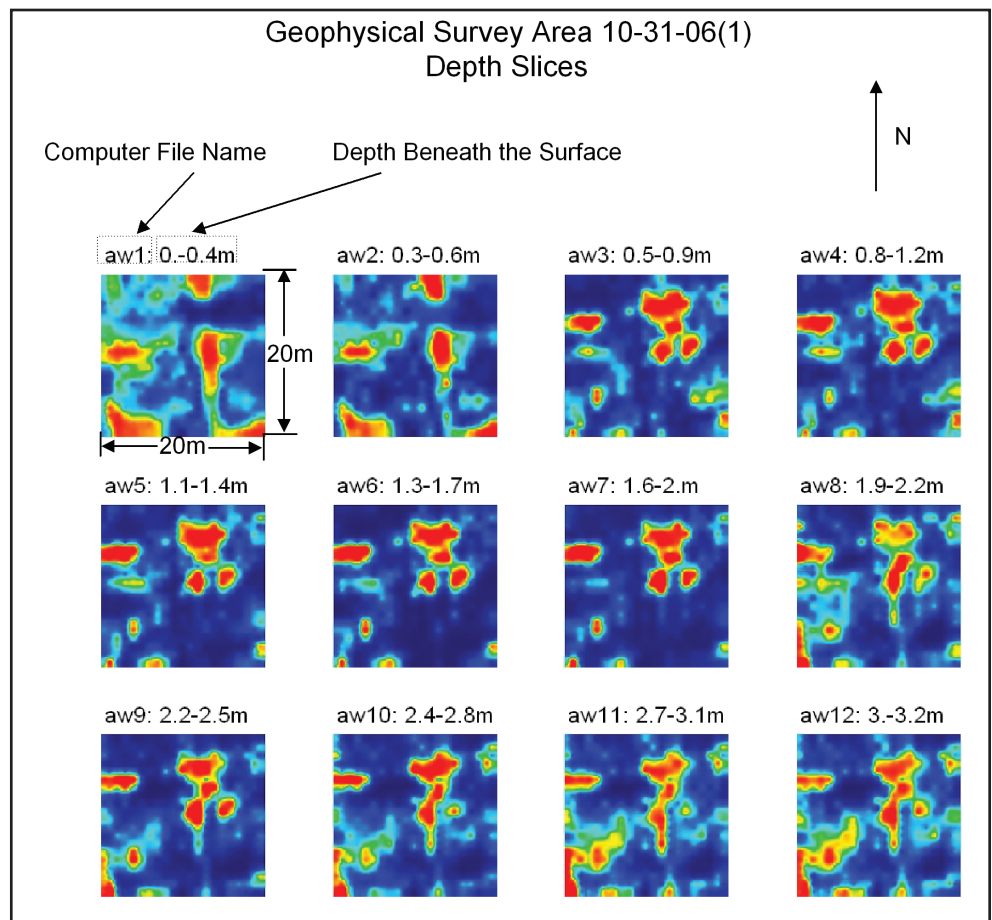 Geophysical Survey Area 10-31-06(1)
Depth Slices
N
Computer File Name
Depth Beneath the Surface
aw1: 0.-0.4m
aw2: 0.3-0.6m
aw3: 0.5-0.9m
aw4: 0.8-1.2m
20m
20m
aw5: 1.1-1.4m
aw6: 1.3-1.7m
aw7: 1.6-2.m
aw8: 1.9-2.2m
aw9: 2.2-2.5m
aw10: 2.4-2.8m
aw11: 2.7-3.1m
aw12: 3.-3.2m